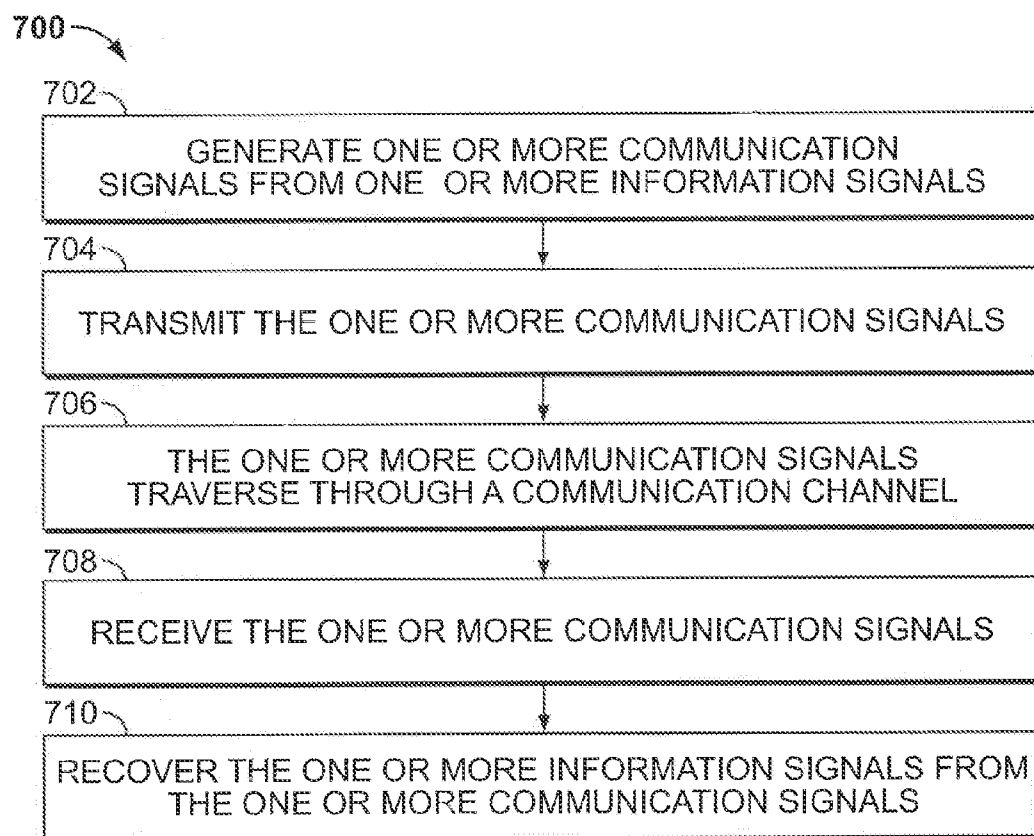 700
702
GENERATE ONE OR MORE COMMUNICATION
SIGNALS FROM ONE OR MORE INFORMATION SIGNALS
704
TRANSMIT THE ONE OR MORE COMMUNICATION SIGNALS
706
THE ONE OR MORE COMMUNICATION SIGNALS
TRAVERSE THROUGH A COMMUNICATION CHANNEL
708
RECEIVE THE ONE OR MORE COMMUNICATION SIGNALS
710
RECOVER THE ONE OR MORE INFORMATION SIGNALS FROM
THE ONE OR MORE COMMUNICATION SIGNALS